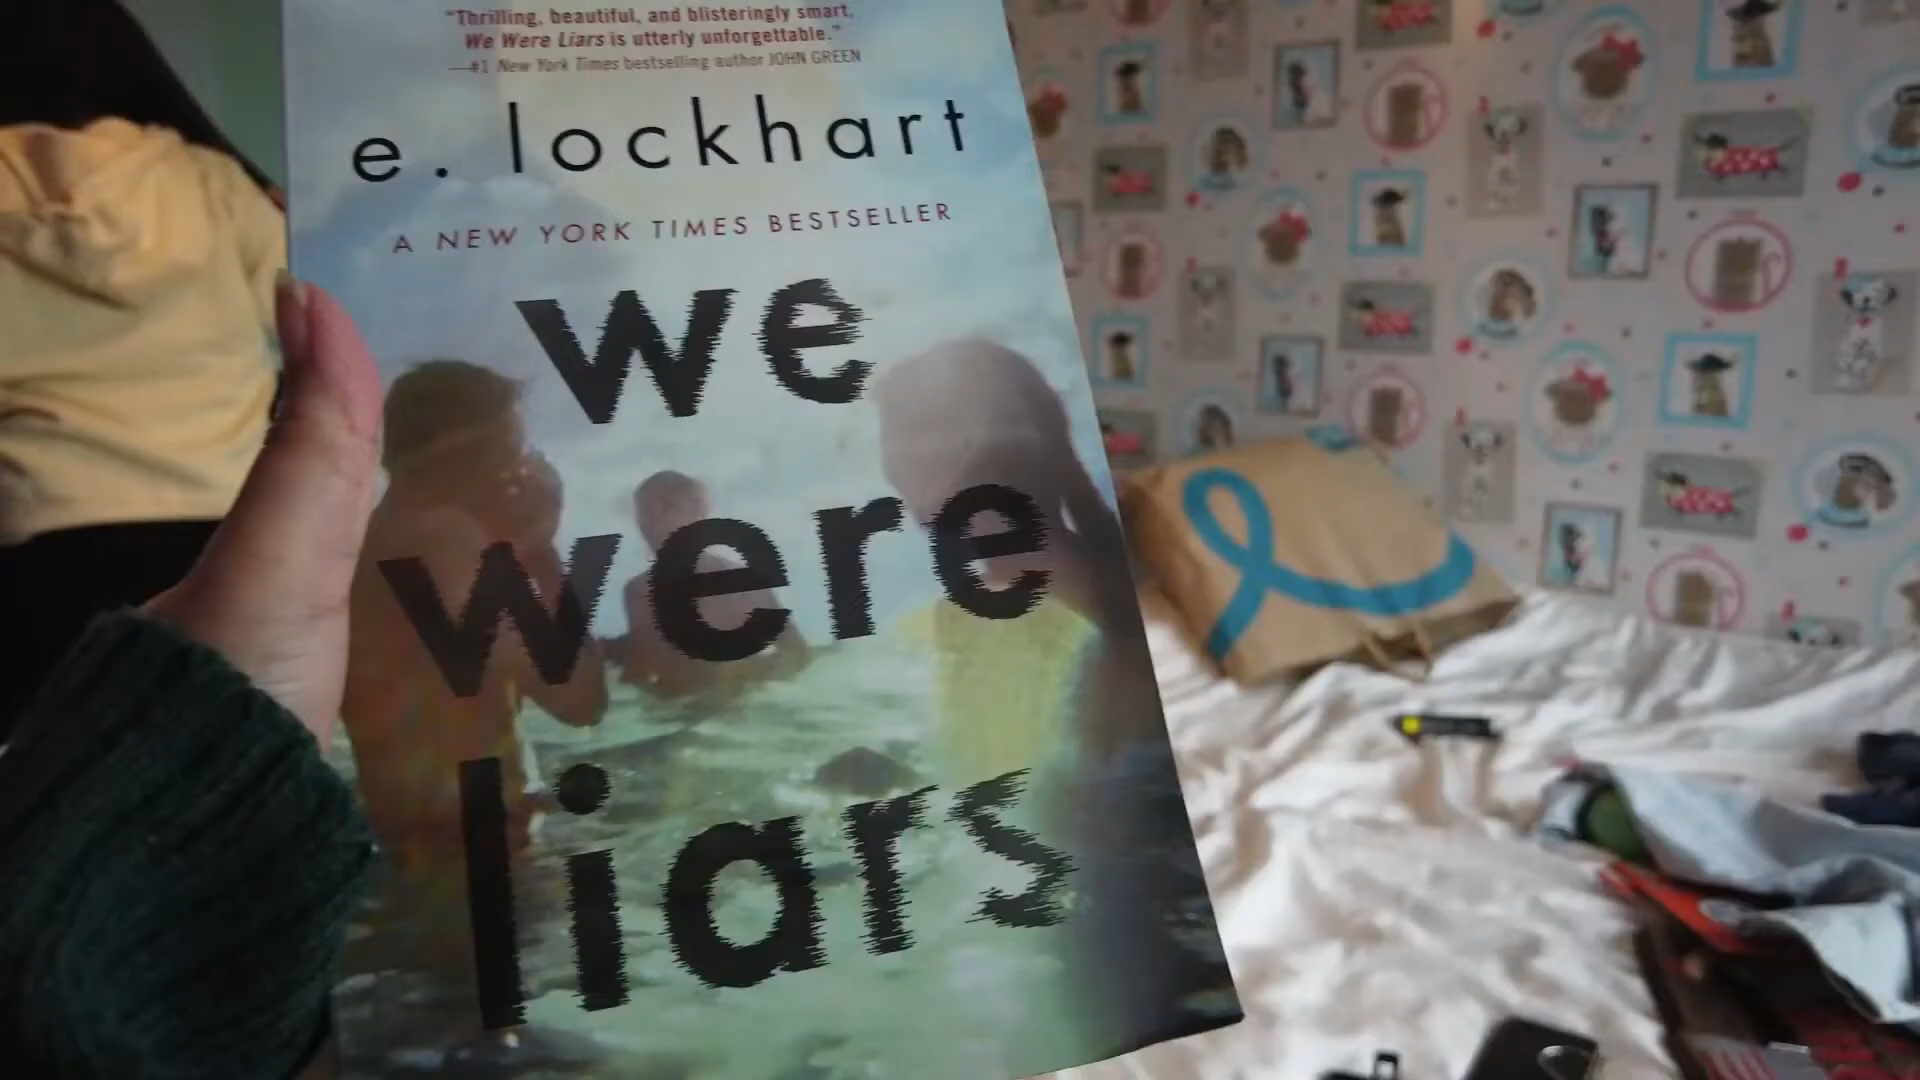 "Thrilling, beautiful, and blisteringly smart,
We Were Liars is utterly unforgettable."
—#1 New York Times bestselling author JOHN GREEN
e. lockhart
A NEW YORK TIMES BESTSELLER
we
were
liars